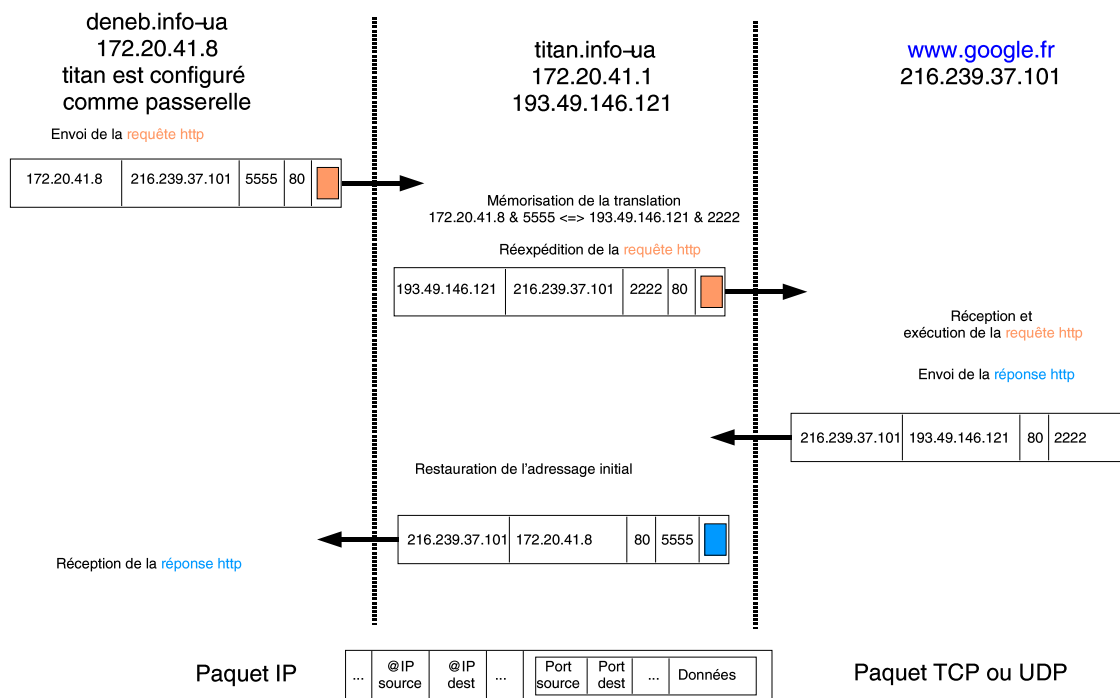 deneb.info-ua
172.20.41.8
titan est configuré
comme passerelle
titan.info-ua
172.20.41.1
193.49.146.121
www.google.fr
216.239.37.101
Envoi de la requête http
172.20.41.8 216.239.37.101 5555 80
Mémorisation de la translation
172.20.41.8 & 5555 <=> 193.49.146.121 & 2222
Réexpédition de la requête http
193.49.146.121 216.239.37.101 2222 80
Réception et
exécution de la requête http
Envoi de la réponse http
216.239.37.101 193.49.146.121 80 2222
Restauration de l'adressage initial
216.239.37.101 172.20.41.8 80 5555
Réception de la réponse http
Paquet IP
... @IP source @IP dest ... Port source Port dest ... Données
Paquet TCP ou UDP